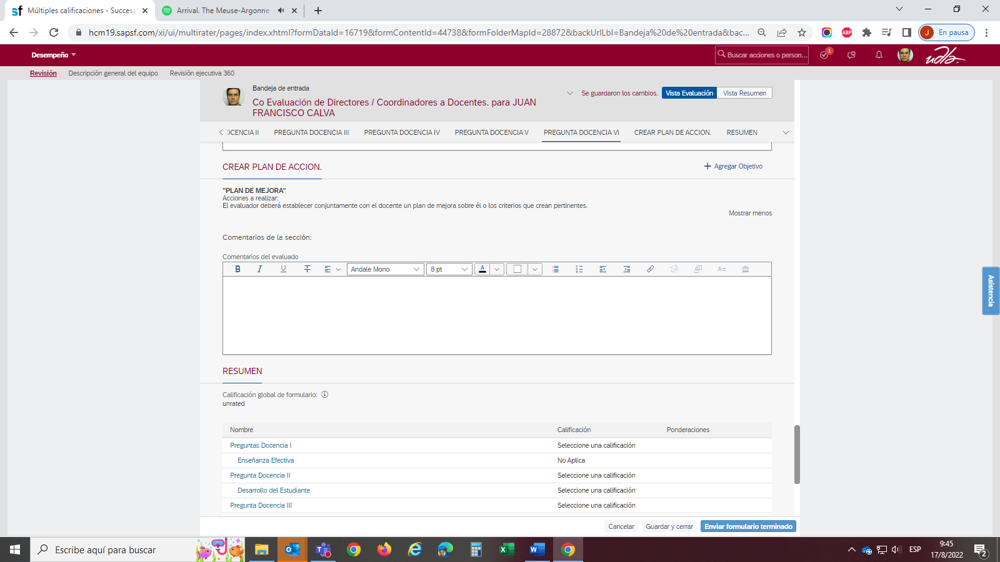 sf Múltiples calificaciones - Success
Arrival. The Meuse-Argonne
hcm19.sapsf.com/xi/ui/multirater/pages/index.xhtml?formDataId=16719&formContentId=44738&formFolderMapId=28872&backUrlLbl=Bandeja%20de%20entrada&bac...
ABP
J En pausa
Desempeño
Buscar acciones o person...
1
udla.
Revisión Descripción general del equipo Revisión ejecutiva 360
Bandeja de entrada
Co Evaluación de Directores / Coordinadores a Docentes. para JUAN
FRANCISCO CALVA
Se guardaron los cambios. Vista Evaluación Vista Resumen
OCENCIA II PREGUNTA DOCENCIA III PREGUNTA DOCENCIA IV PREGUNTA DOCENCIA V PREGUNTA DOCENCIA VI CREAR PLAN DE ACCION. RESUMEN
CREAR PLAN DE ACCION.
+ Agregar Objetivo
"PLAN DE MEJORA"
Acciones a realizar:
El evaluador deberá establecer conjuntamente con el docente un plan de mejora sobre él o los criterios que crean pertinentes.
Mostrar menos
Comentarios de la sección:
Comentarios del evaluado
B I U T Andale Mono 8 pt A A-z
Asistencia
RESUMEN
Calificación global de formulario:
unrated
Nombre Calificación Ponderaciones
Preguntas Docencia I Seleccione una calificación
Enseñanza Efectiva No Aplica
Pregunta Docencia II Seleccione una calificación
Desarrollo del Estudiante Seleccione una calificación
Pregunta Docencia III Seleccione una calificación
Cancelar Guardar y cerrar Enviar formulario terminado
Escribe aquí para buscar
ESP
9:45
17/8/2022
2